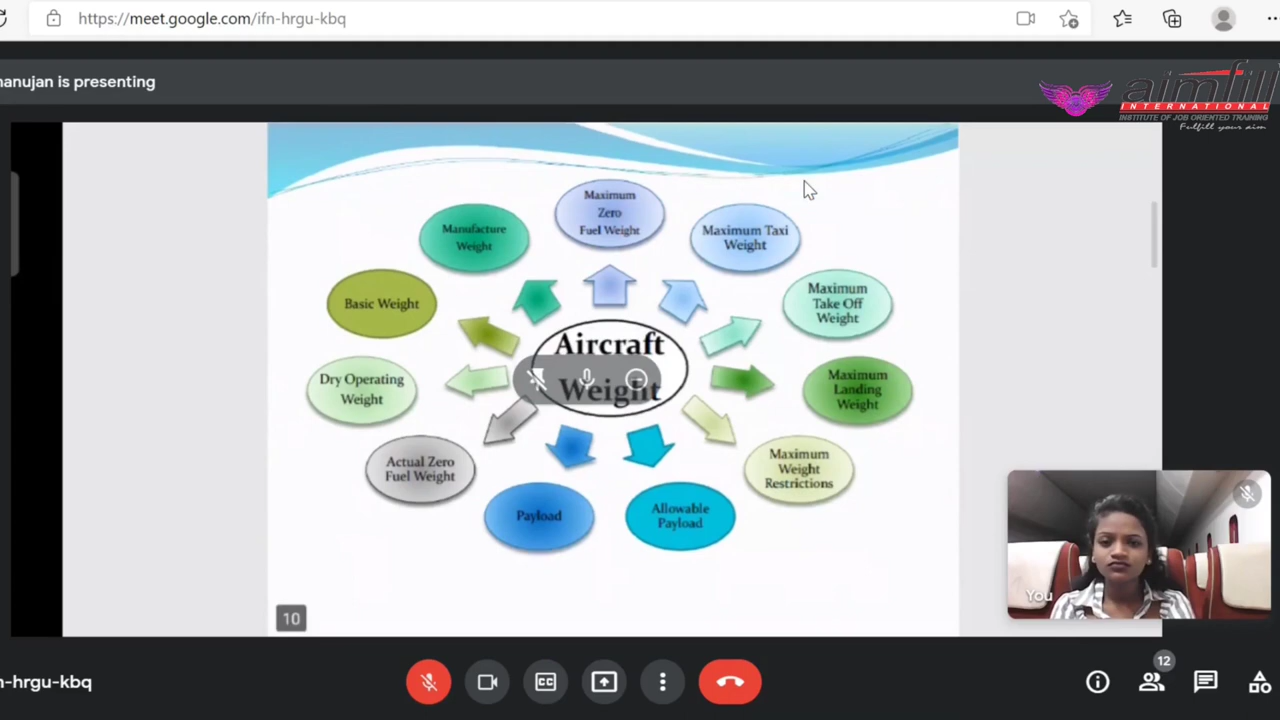 https://meet.google.com/ifn-hrgu-kbq
nanujan is presenting
aimfill
INTERNATIONAL
INSTITUTE OF JOB ORIENTED TRAINING
Fulfill your aim
Maximum
Zero
Fuel Weight
Manufacture
Weight
Maximum Taxi
Weight
Basic Weight
Maximum
Take Off
Weight
Aircraft
Weight
Dry Operating
Weight
Maximum
Landing
Weight
Actual Zero
Fuel Weight
Maximum
Weight
Restrictions
Payload
Allowable
Payload
10
You
n-hrgu-kbq
CC
12